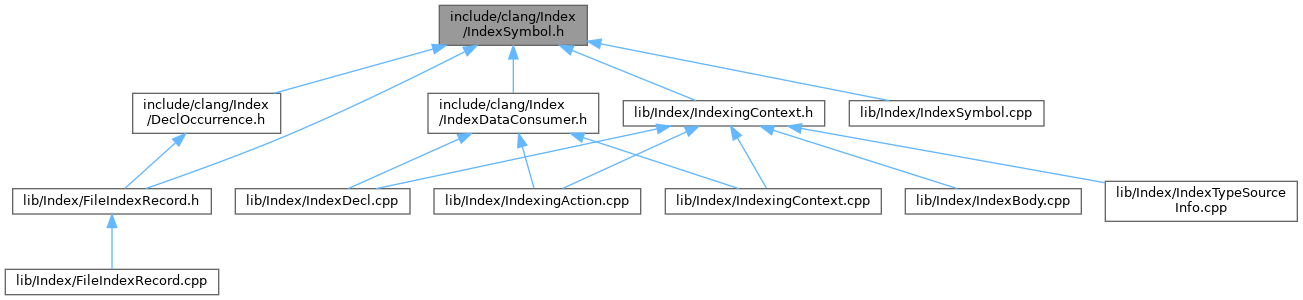 include/clang/Index
/IndexSymbol.h
include/clang/Index
/DeclOccurrence.h
include/clang/Index
/IndexDataConsumer.h
lib/Index/IndexingContext.h
lib/Index/IndexSymbol.cpp
lib/Index/FileIndexRecord.h
lib/Index/IndexDecl.cpp
lib/Index/IndexingAction.cpp
lib/Index/IndexingContext.cpp
lib/Index/IndexBody.cpp
lib/Index/IndexTypeSource
Info.cpp
lib/Index/FileIndexRecord.cpp